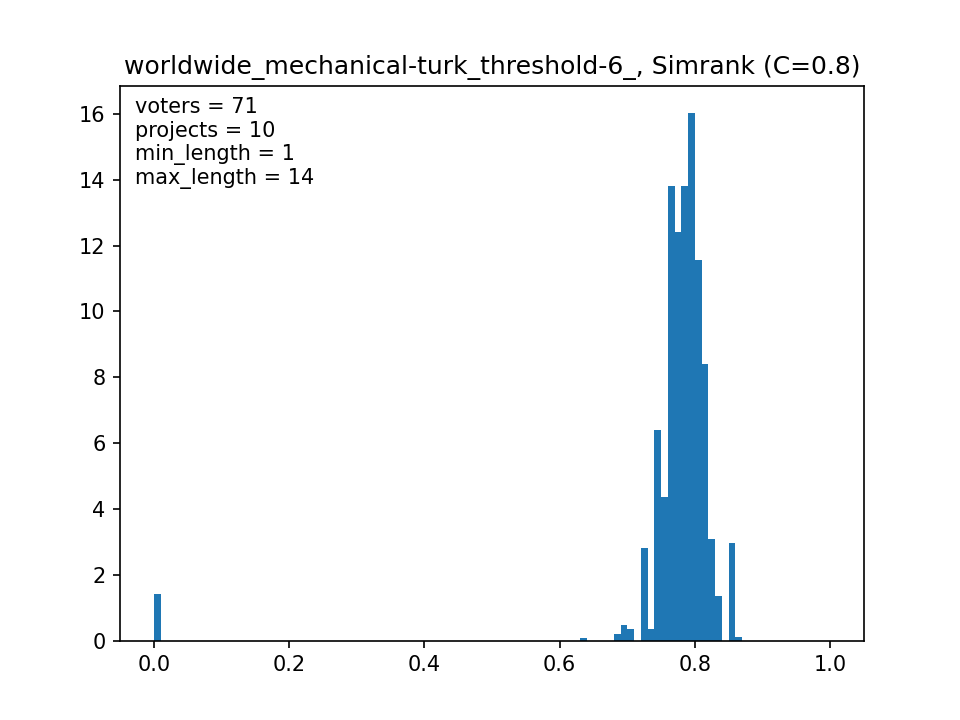 worldwide_mechanical-turk_threshold-6_, Simrank (C=0.8)
voters = 71
projects = 10
min_length = 1
max_length = 14
16
14
12
10
8
6
4
2
0
0.0 0.2 0.4 0.6 0.8 1.0